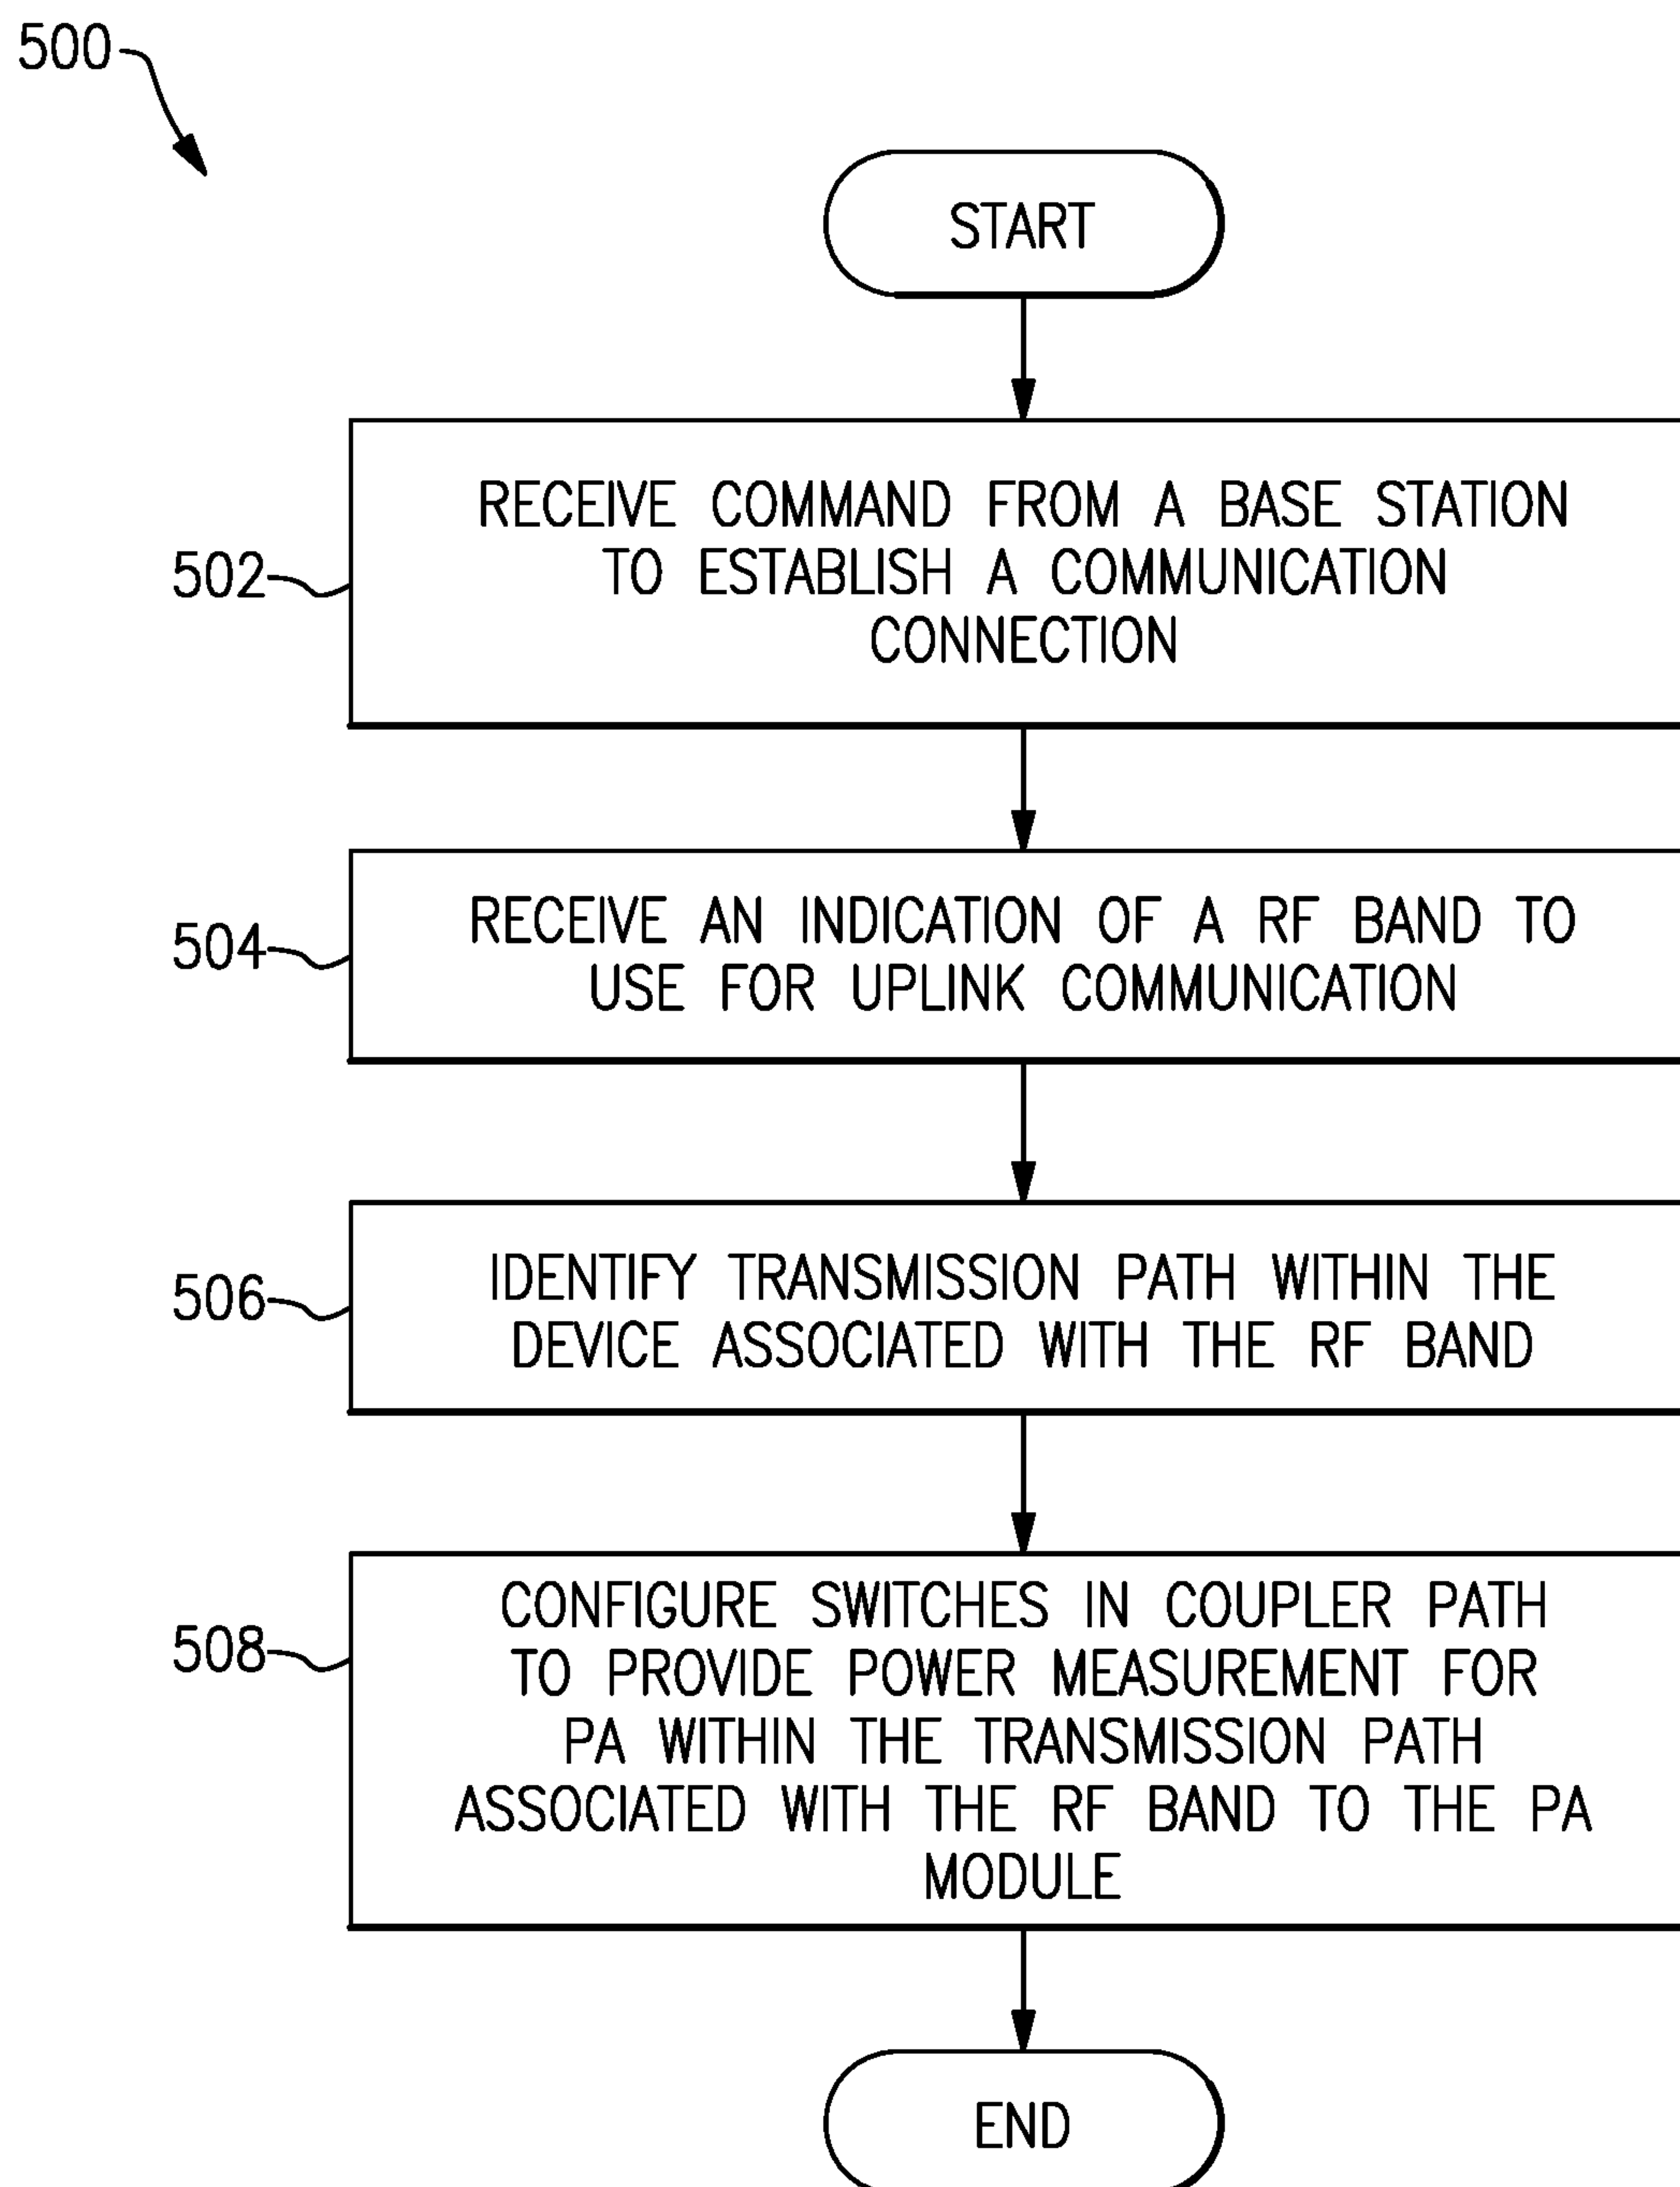 500
START
502
RECEIVE COMMAND FROM A BASE STATION
TO ESTABLISH A COMMUNICATION
CONNECTION
504
RECEIVE AN INDICATION OF A RF BAND TO
USE FOR UPLINK COMMUNICATION
506
IDENTIFY TRANSMISSION PATH WITHIN THE
DEVICE ASSOCIATED WITH THE RF BAND
508
CONFIGURE SWITCHES IN COUPLER PATH
TO PROVIDE POWER MEASUREMENT FOR
PA WITHIN THE TRANSMISSION PATH
ASSOCIATED WITH THE RF BAND TO THE PA
MODULE
END